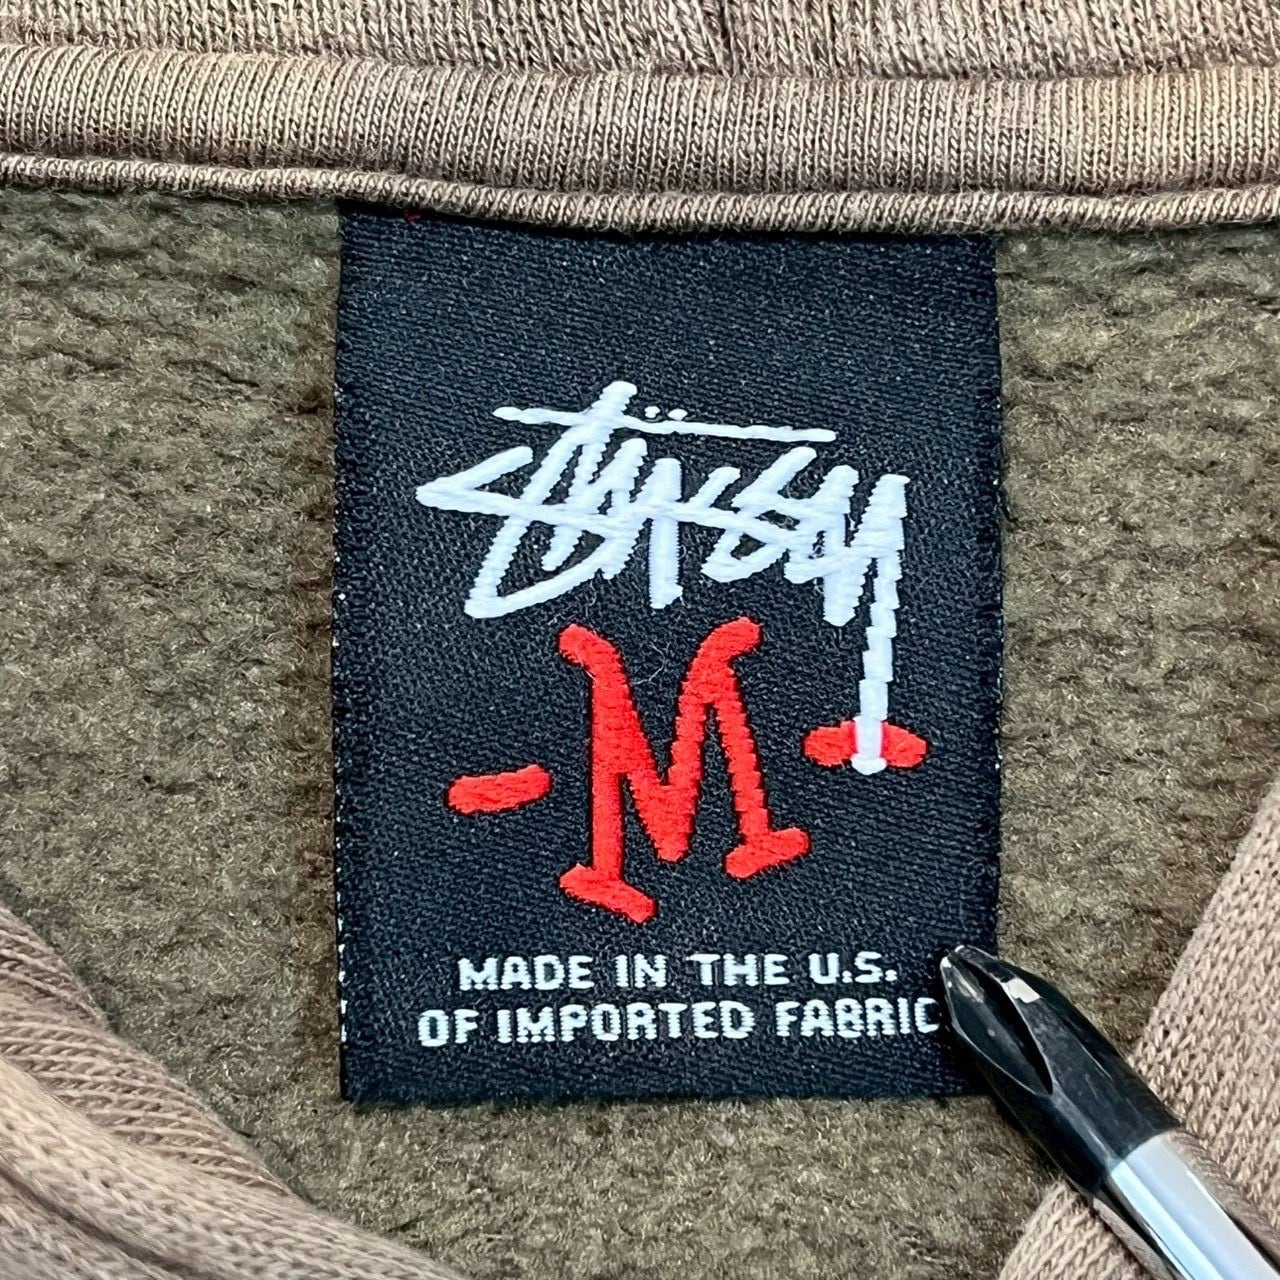 Stüssy
-M-
MADE IN THE U.S.
OF IMPORTED FABRIC